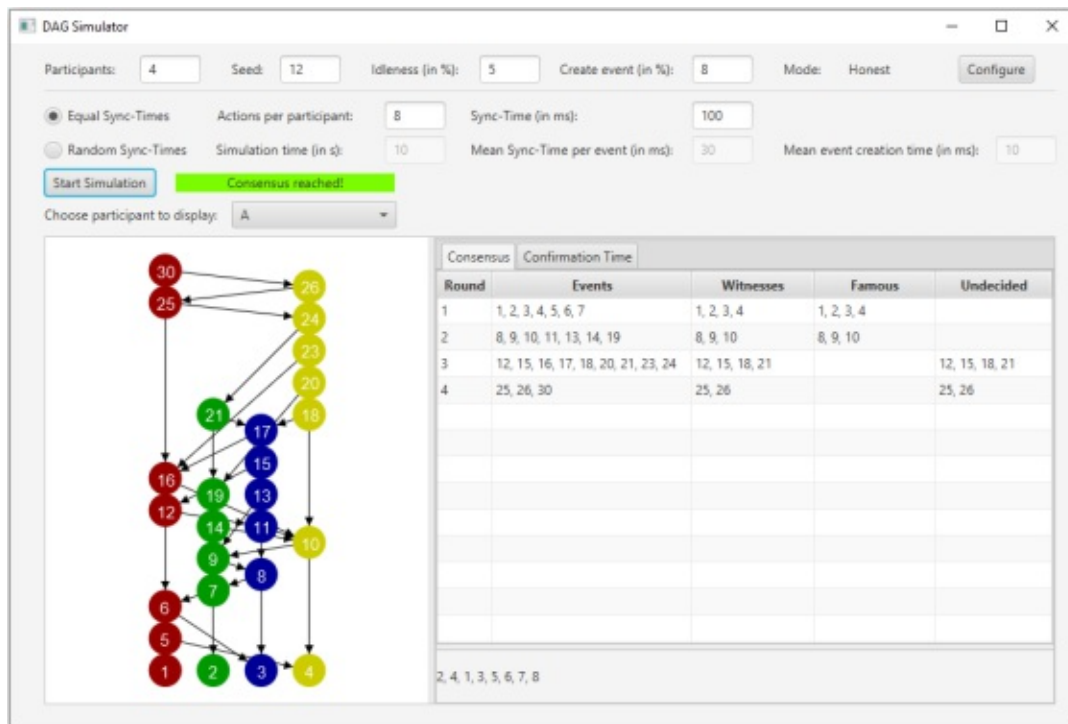 DAG Simulator
Participants: 4 Seed: 12 Idleness (in %): 5 Create event (in %): 8 Mode: Honest Configure
Equal Sync-Times Actions per participant: 8 Sync-Time (in ms): 100
Random Sync-Times Simulation time (in s): 10 Mean Sync-Time per event (in ms): 30 Mean event creation time (in ms): 10
Start Simulation Consensus reached!
Choose participant to display: A
Consensus Confirmation Time
Round Events Witnesses Famous Undecided
1 1, 2, 3, 4, 5, 6, 7 1, 2, 3, 4 1, 2, 3, 4
2 8, 9, 10, 11, 13, 14, 19 8, 9, 10 8, 9, 10
3 12, 15, 16, 17, 18, 20, 21, 23, 24 12, 15, 18, 21 12, 15, 18, 21
4 25, 26, 30 25, 26 25, 26
30
26
25
24
23
20
21 18
17
15
16
19 13
12
14 11
10
9
8
7
6
5
1 2 3 4
2, 4, 1, 3, 5, 6, 7, 8